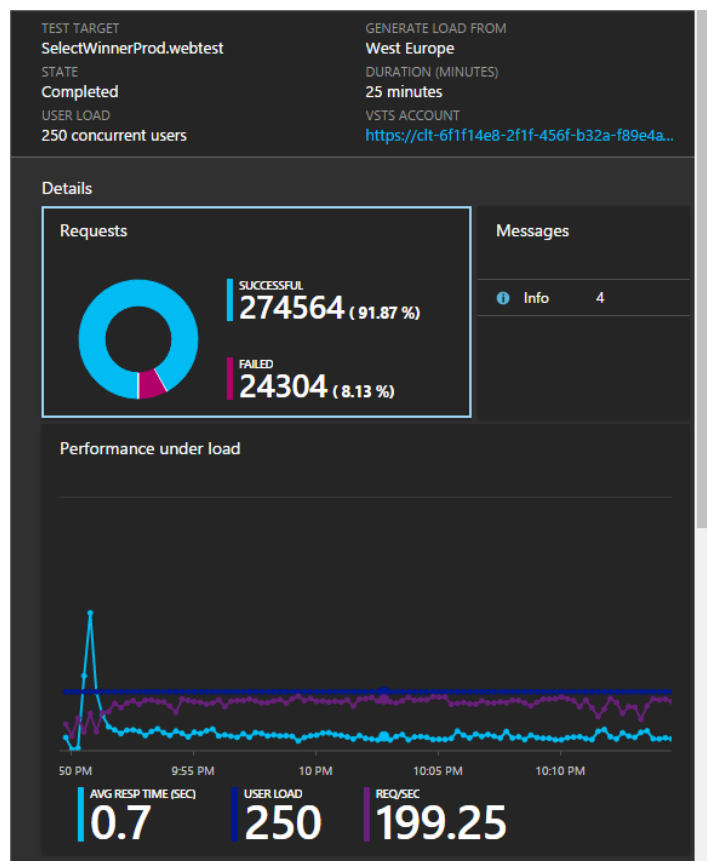 TEST TARGET
SelectWinnerProd.webtest
GENERATE LOAD FROM
West Europe
STATE
Completed
DURATION (MINUTES)
25 minutes
USER LOAD
250 concurrent users
VSTS ACCOUNT
https://clt-6f1f14e8-2f1f-456f-b32a-f89e4a...
Details
Requests
SUCCESSFUL
274564 ( 91.87 %)
FAILED
24304 ( 8.13 %)
Messages
Info 4
Performance under load
50 PM 9:55 PM 10 PM 10:05 PM 10:10 PM
AVG RESP TIME (SEC)
0.7
USER LOAD
250
REQ/SEC
199.25